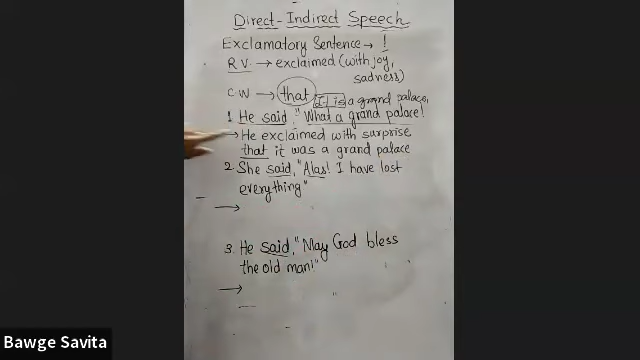 Direct-Indirect Speech
Exclamatory Sentence → !
R.V. → exclaimed (with joy,
sadness)
C W → that
It is a grand palace,
1. He said, "What a grand palace!
→ He exclaimed with surprise
that it was a grand palace
2. She said, "Alas! I have lost
everything"
→
3. He said, "May God bless
the old man!"
→
Bawge Savita